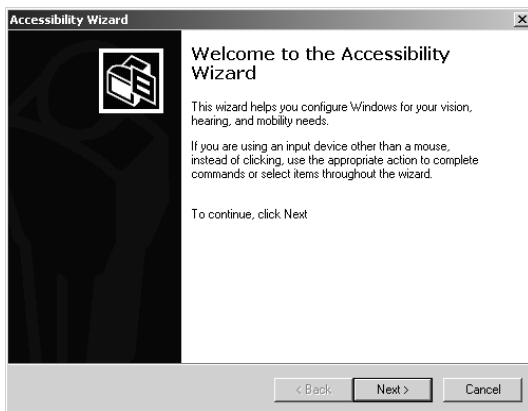 Accessibility Wizard
Welcome to the Accessibility
Wizard
This wizard helps you configure Windows for your vision,
hearing, and mobility needs.
If you are using an input device other than a mouse,
instead of clicking, use the appropriate action to complete
commands or select items throughout the wizard.
To continue, click Next
< Back Next > Cancel